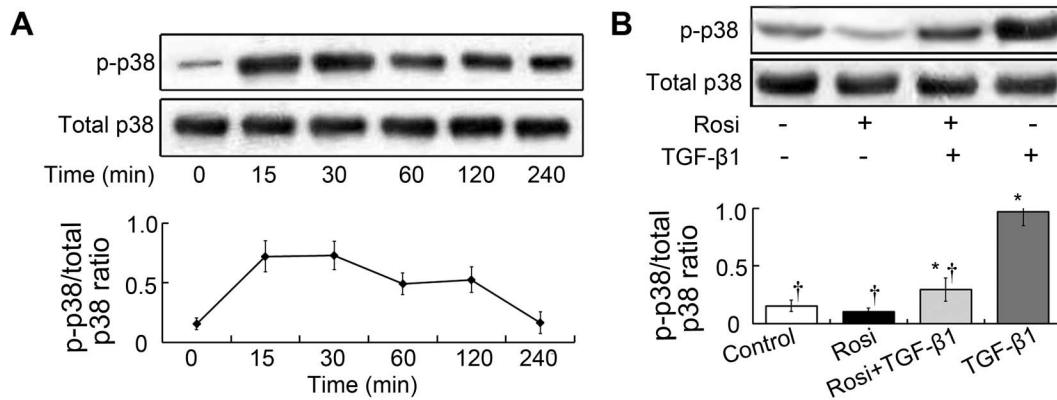 A
p-p38
Total p38
Time (min) 0 15 30 60 120 240
p-p38/total
p38 ratio
1.0
0.5
0
0 15 30 60 120 240
Time (min)
B
p-p38
Total p38
Rosi - + + -
TGF-β1 - - + +
p-p38/total
p38 ratio
1.0
0.5
0
† † * † *
Control Rosi Rosi+TGF-β1 TGF-β1